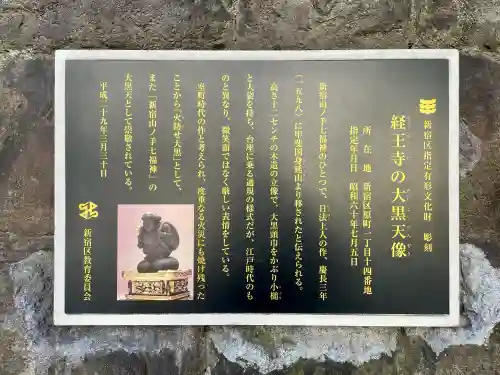 新宿区指定有形文化財 彫刻
経王寺の大黒天像
所在地 新宿区原町一丁目十四番地
指定年月日 昭和六十年七月五日
新宿山ノ手七福神のひとつで、日法上人の作、慶長三年
(一五九八)に甲斐国身延山より移されたと伝えられる。
高さ十一センチの木造の立像で、大黒頭巾をかぶり小槌
と大袋を持ち、台座に乗る通規の様式だが、江戸時代のも
のと異なり、微笑面ではなく厳しい表情をしている。
室町時代の作と考えられ、度重なる火災にも焼け残った
ことから「火防せ大黒」として、
また「新宿山ノ手七福神」の
大黒天として崇敬されている。
平成二十九年三月三十日
新宿区教育委員会